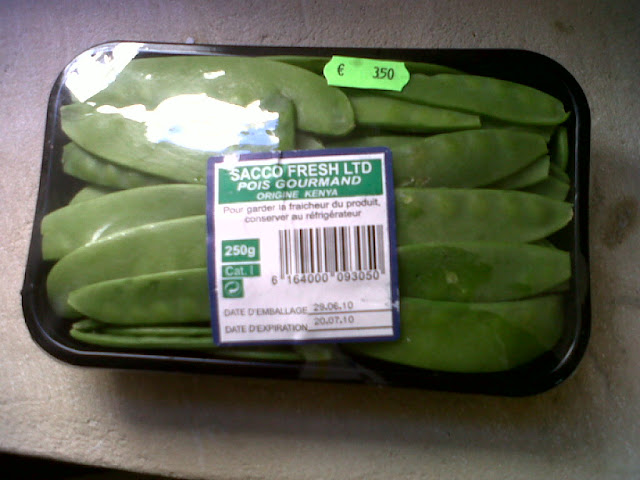 € 350
SACCO FRESH LTD
POIS GOURMAND
ORIGINE KENYA
Pour garder la fraicheur du produit,
conserver au réfrigérateur
250g
Cat. I
6 164000 093050
DATE D'EMBALLAGE 29.06.10
DATE D'EXPIRATION 20.07.10